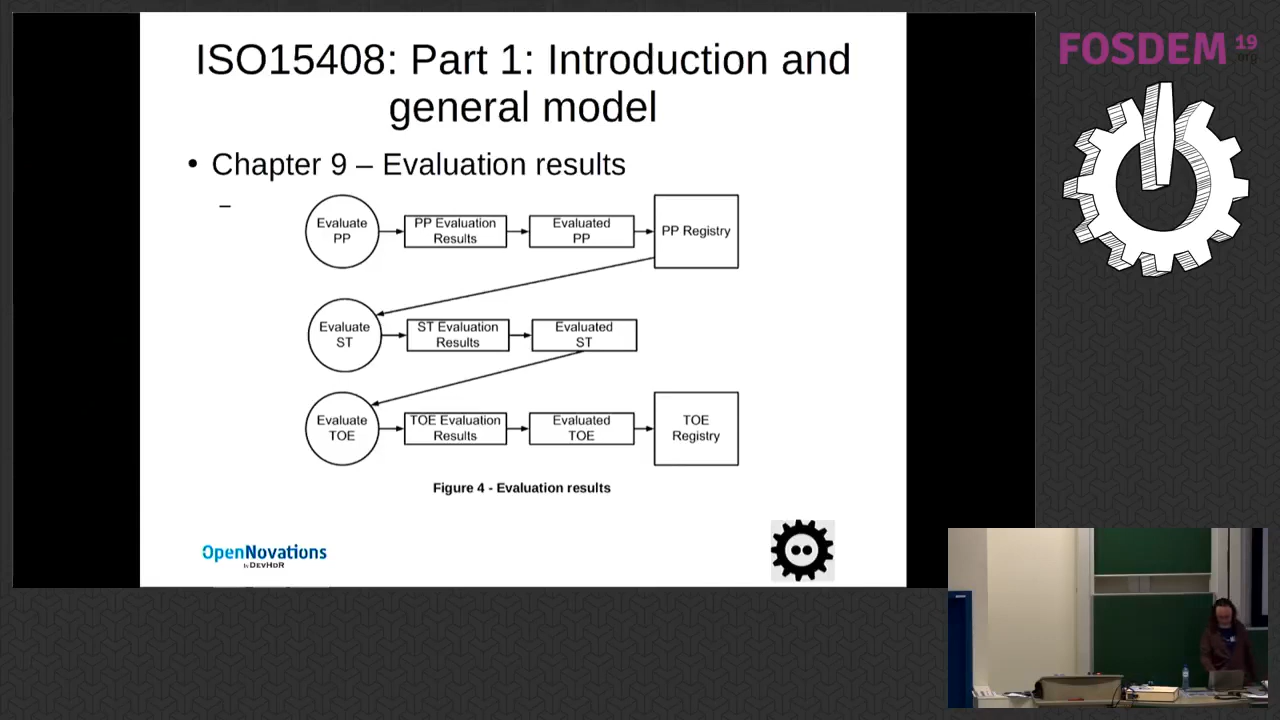 ISO15408: Part 1: Introduction and
general model
• Chapter 9 – Evaluation results
–
Evaluate
PP
PP Evaluation
Results
Evaluated
PP
PP Registry
Evaluate
ST
ST Evaluation
Results
Evaluated
ST
Evaluate
TOE
TOE Evaluation
Results
Evaluated
TOE
TOE
Registry
Figure 4 - Evaluation results
OpenNovations
by DEVHDR
FOSDEM 19
.org